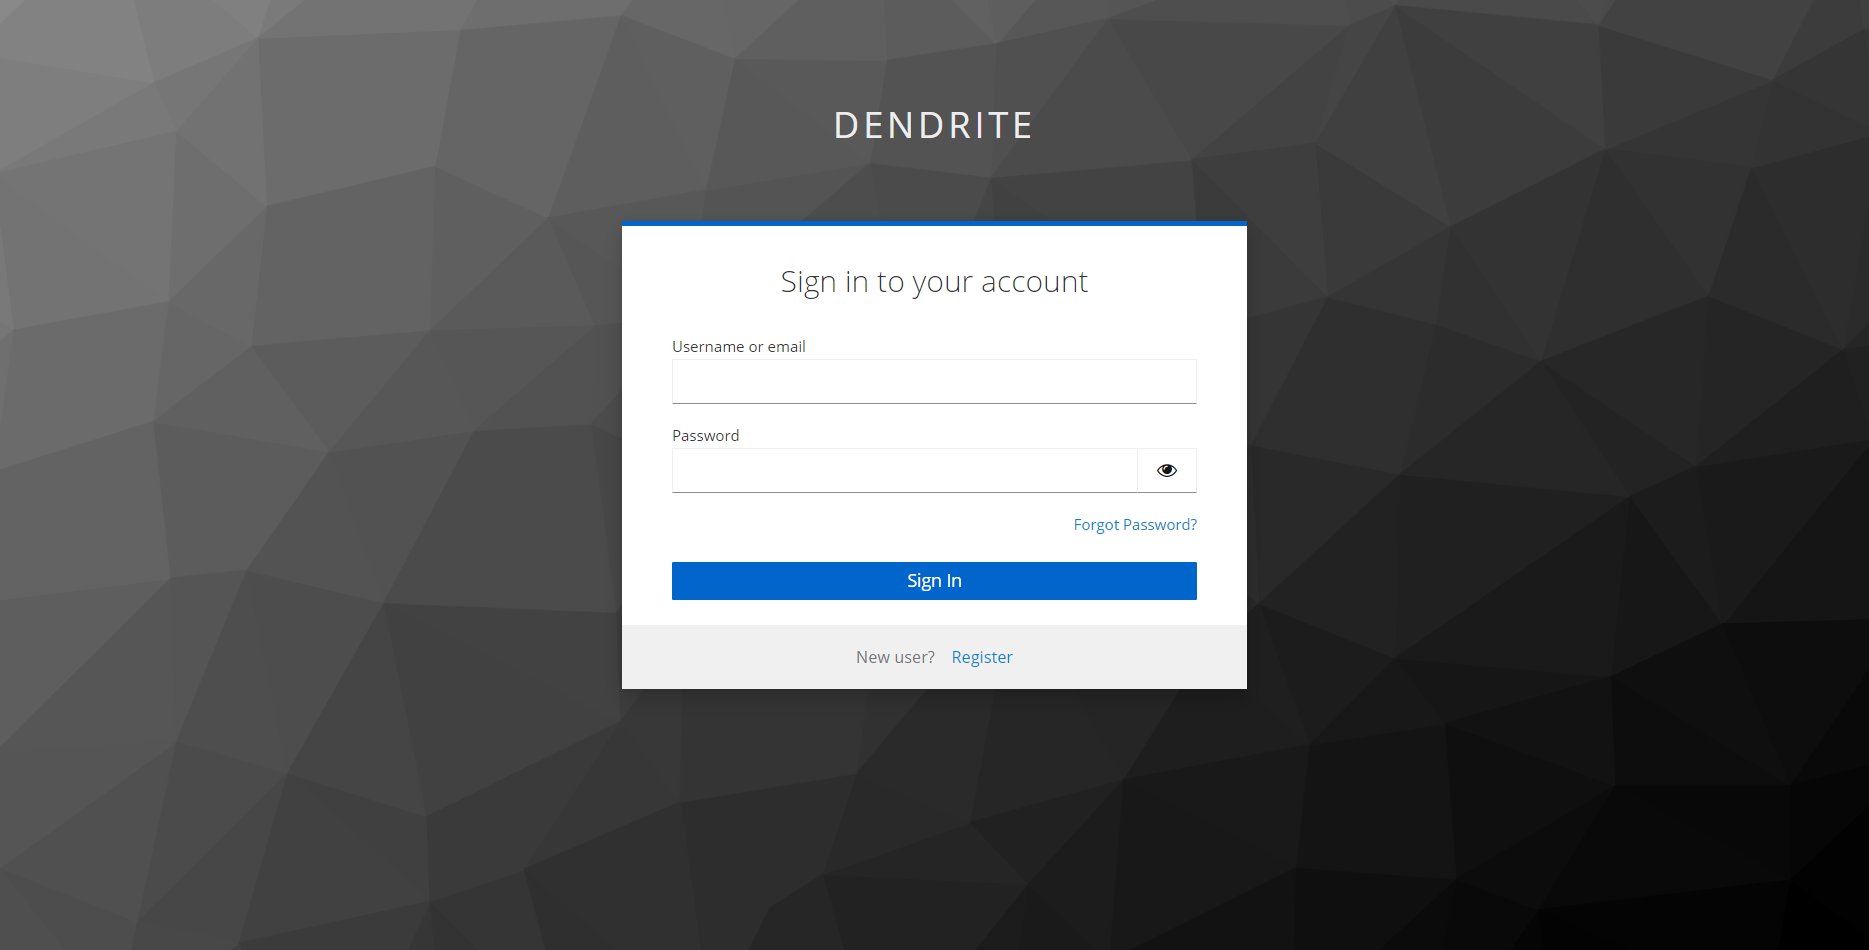 DENDRITE
Sign in to your account
Username or email
Password
Forgot Password?
Sign In
New user? Register